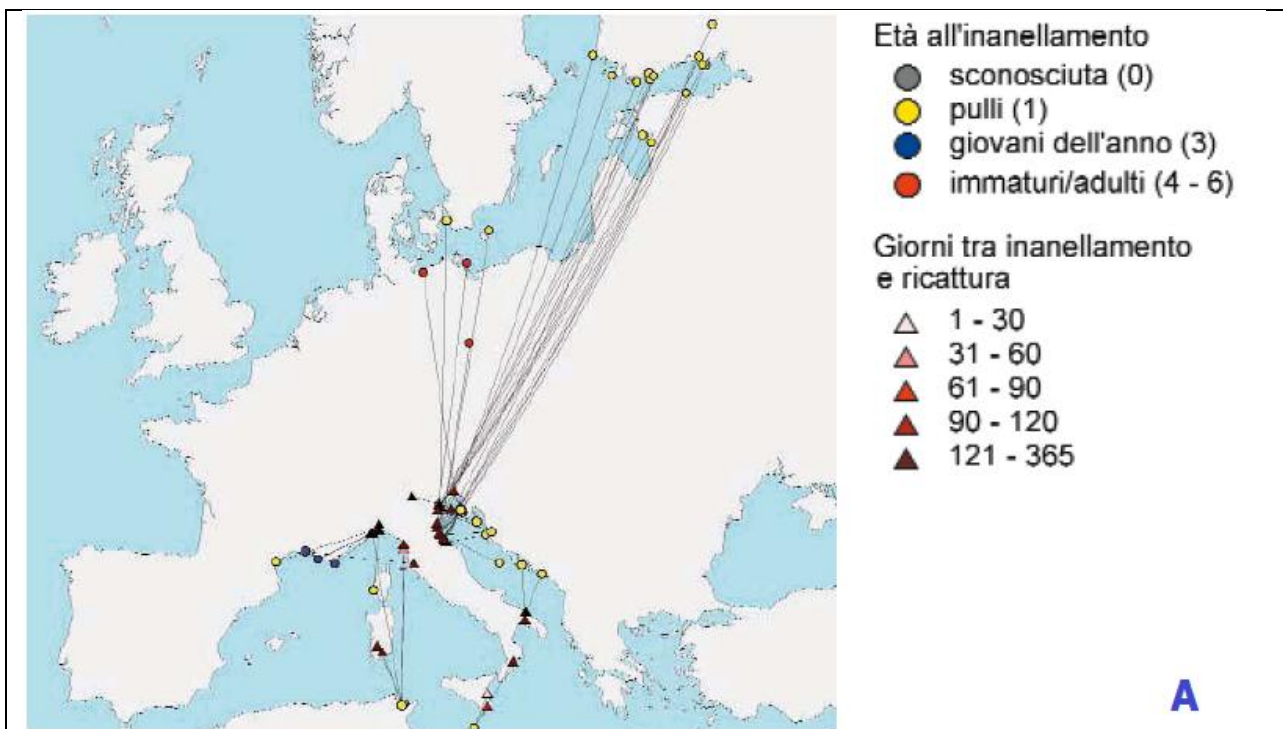 Età all'inanellamento
sconosciuta (0)
pulli (1)
giovani dell'anno (3)
immaturi/adulti (4 - 6)
Giorni tra inanellamento
e ricattura
1 - 30
31 - 60
61 - 90
90 - 120
121 - 365
A